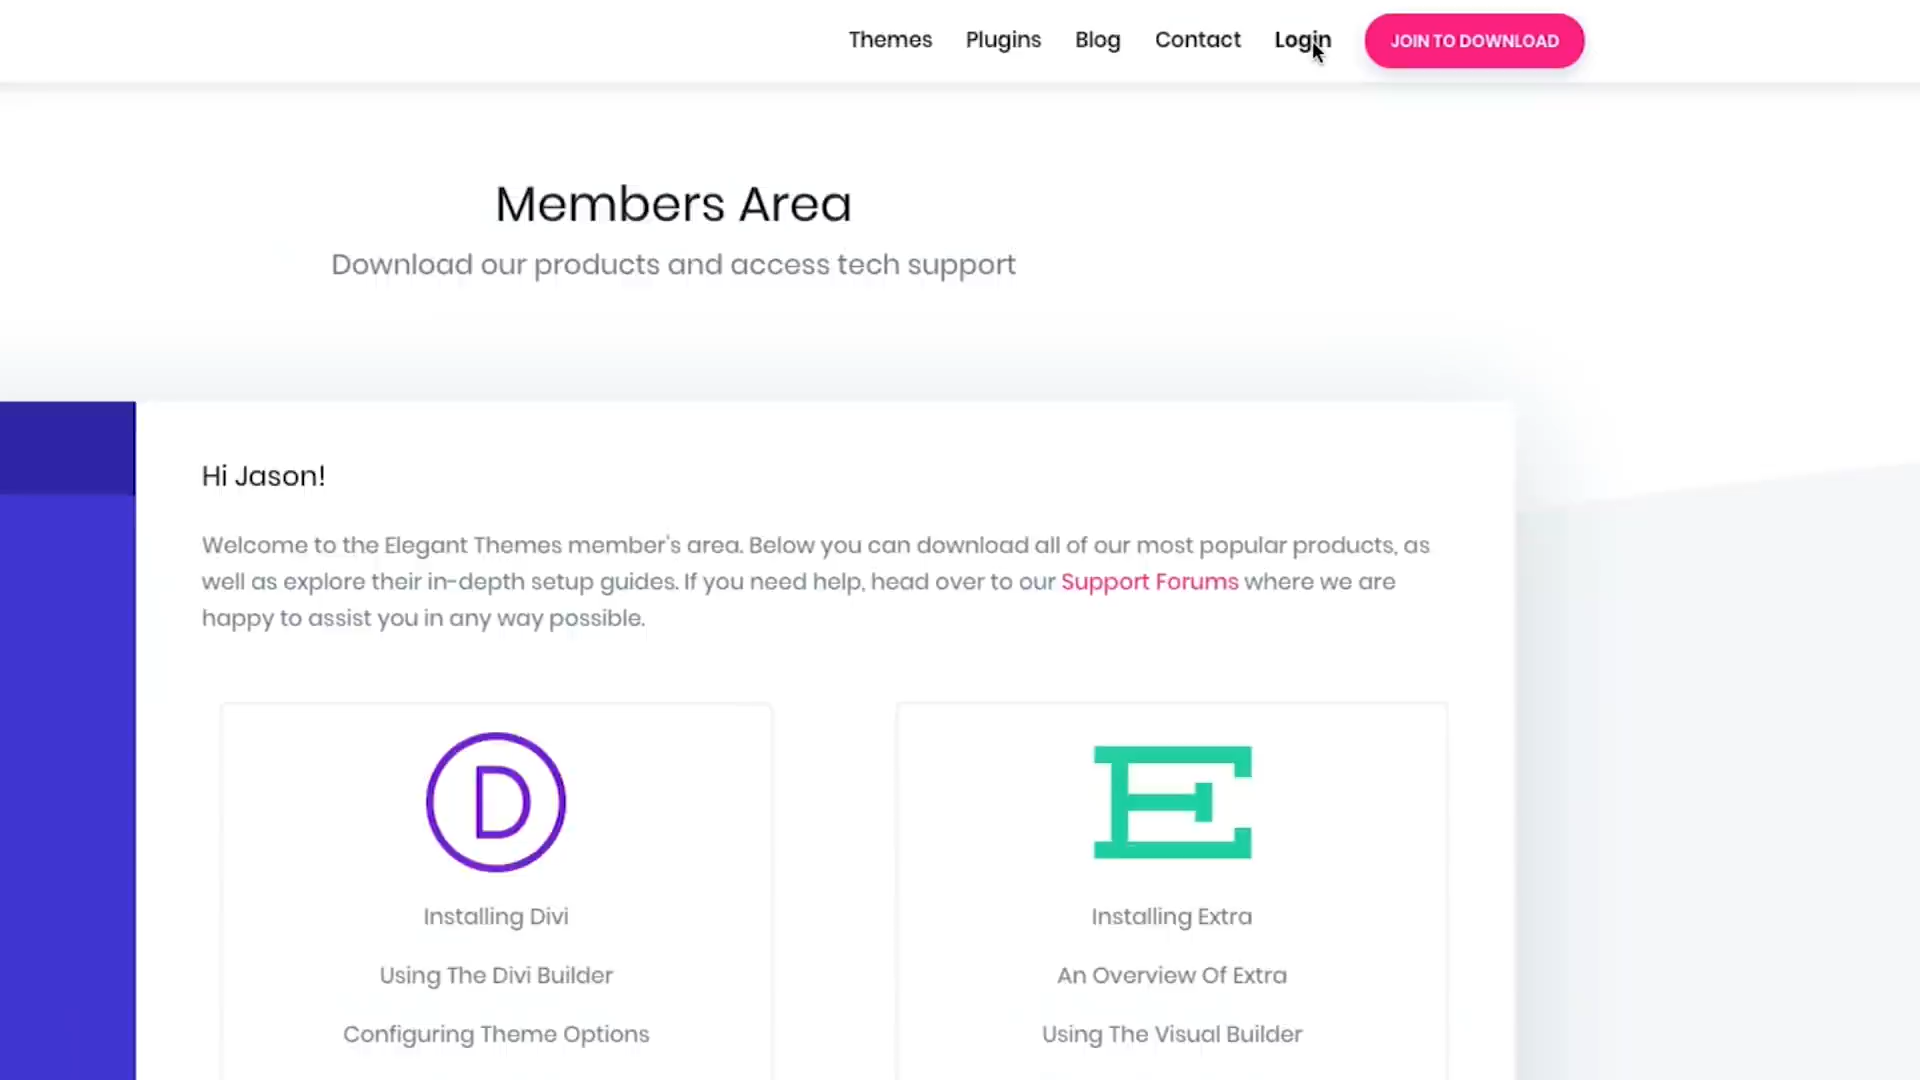 Themes Plugins Blog Contact Login JOIN TO DOWNLOAD
Members Area
Download our products and access tech support
Hi Jason!
Welcome to the Elegant Themes member's area. Below you can download all of our most popular products, as
well as explore their in-depth setup guides. If you need help, head over to our Support Forums where we are
happy to assist you in any way possible.
D
E
Installing Divi
Using The Divi Builder
Configuring Theme Options
Installing Extra
An Overview Of Extra
Using The Visual Builder